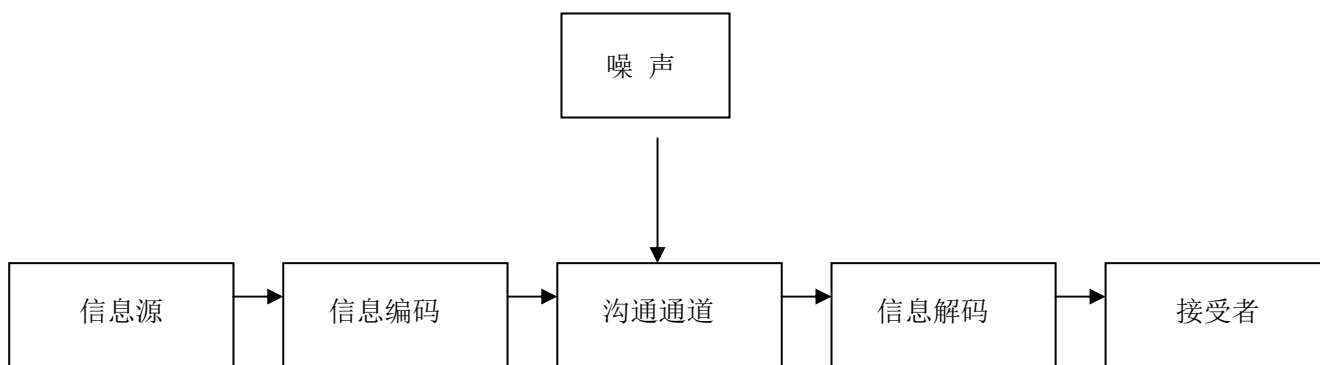 噪 声
信息源
信息编码
沟通通道
信息解码
接受者